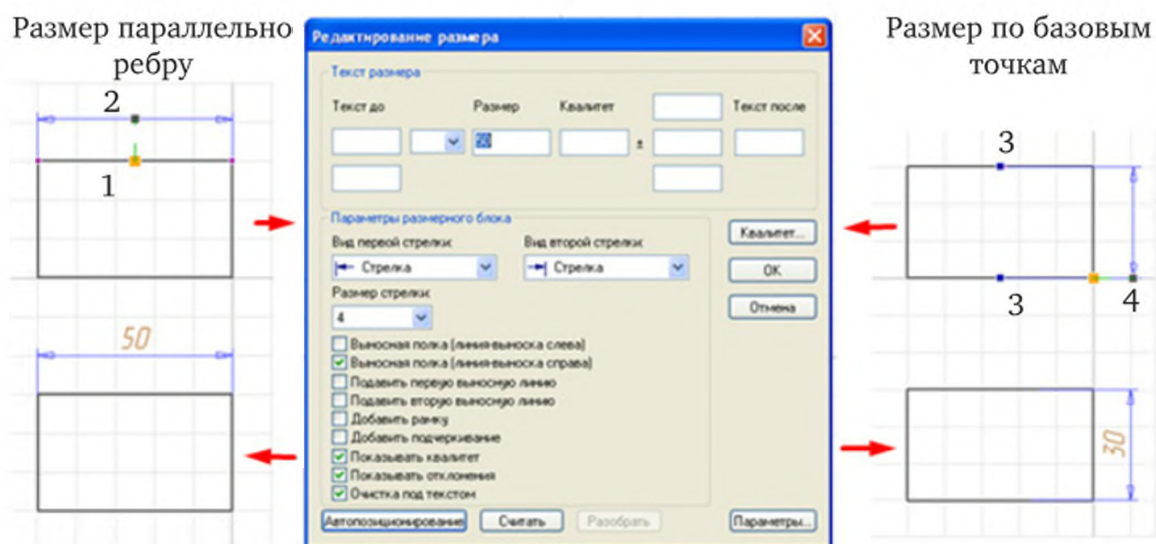 Размер параллельно
ребру
2
1
50
Редактирование размера
Текст размера
Текст до
Размер
Квалитет
Текст после
50
±
Параметры размерного блока
Вид первой стрелки:
Вид второй стрелки:
Стрелка
Стрелка
Размер стрелки:
4
Выносная полка (линия-выноска слева)
Выносная полка (линия-выноска справа)
Подавить первую выносную линию
Подавить вторую выносную линию
Добавить рамку
Добавить подчеркивание
Показывать квалитет
Показывать отклонения
Очистка под текстом
Квалитет...
ОК
Отмена
Автопозиционирование
Считать
Разобрать
Параметры...
Размер по базовым
точкам
3
3
4
30